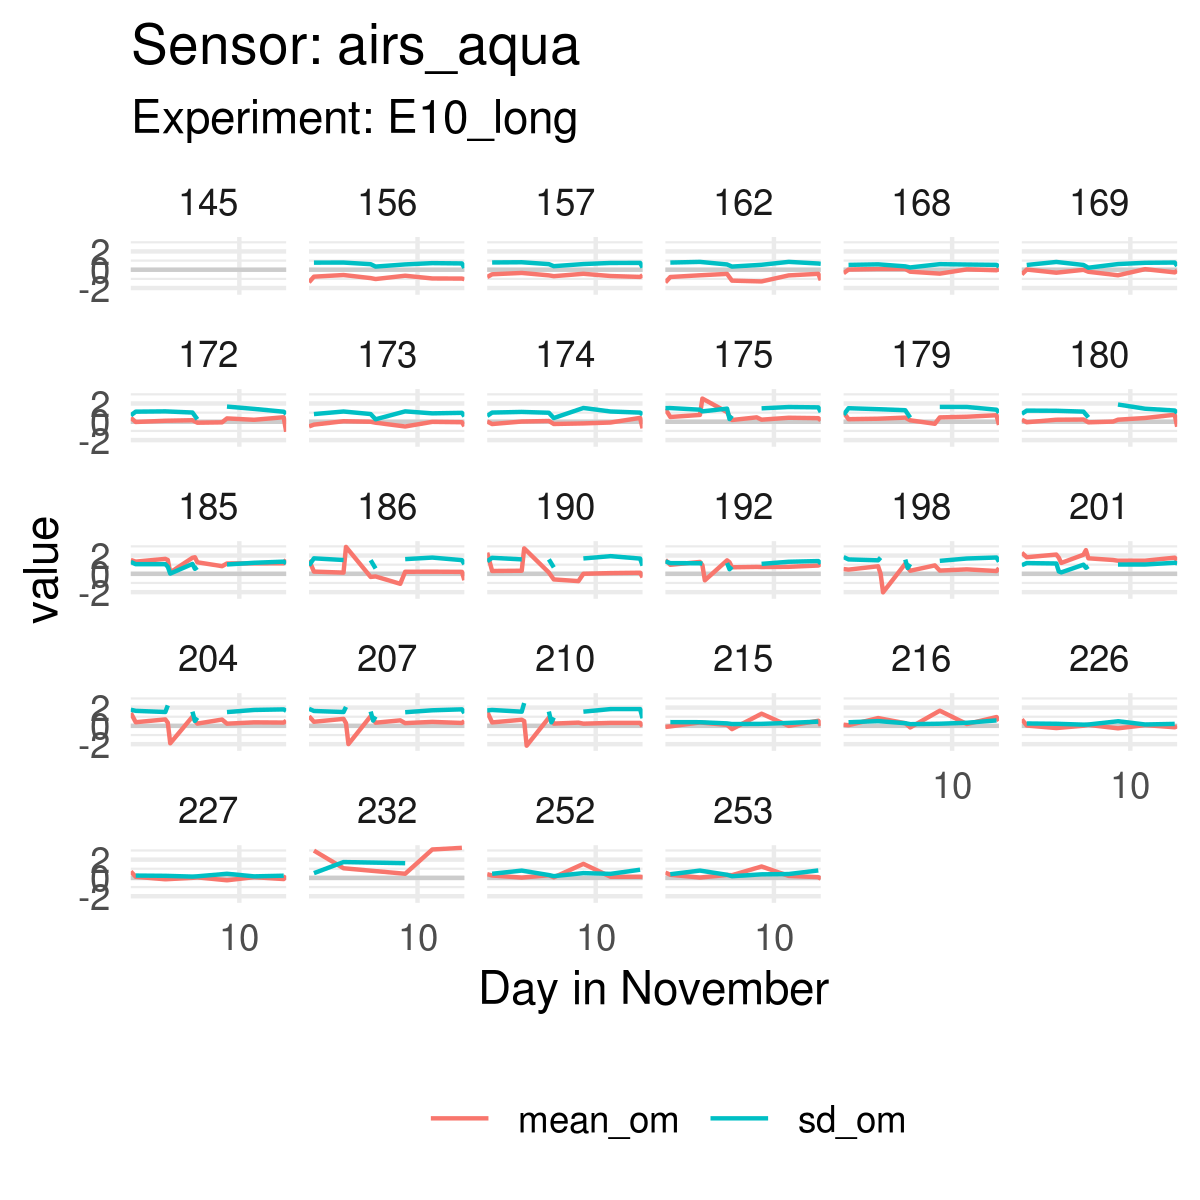 Sensor: airs_aqua
Experiment: E10_long
145 156 157 162 168 169
2
0
-2
172 173 174 175 179 180
2
0
-2
185 186 190 192 198 201
2
0
-2
value
204 207 210 215 216 226
2
0
-2
10 10
227 232 252 253
2
0
-2
10 10 10 10
Day in November
mean_om sd_om